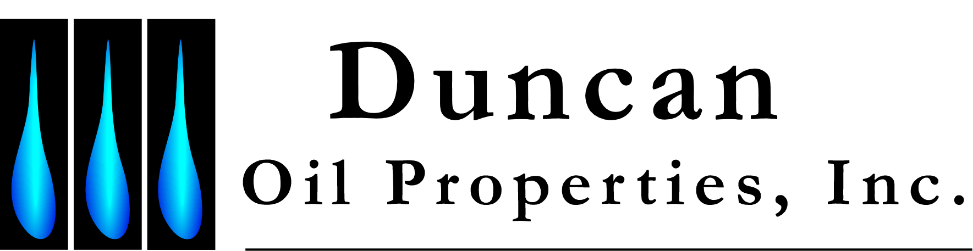 Duncan
Oil Properties, Inc.